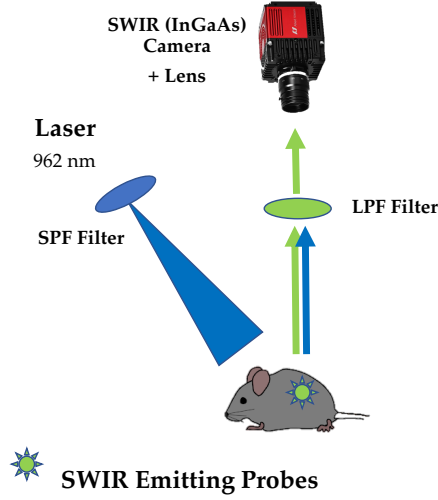 SWIR (InGaAs)
Camera
+ Lens
Laser
962 nm
LPF Filter
SPF Filter
SWIR Emitting Probes